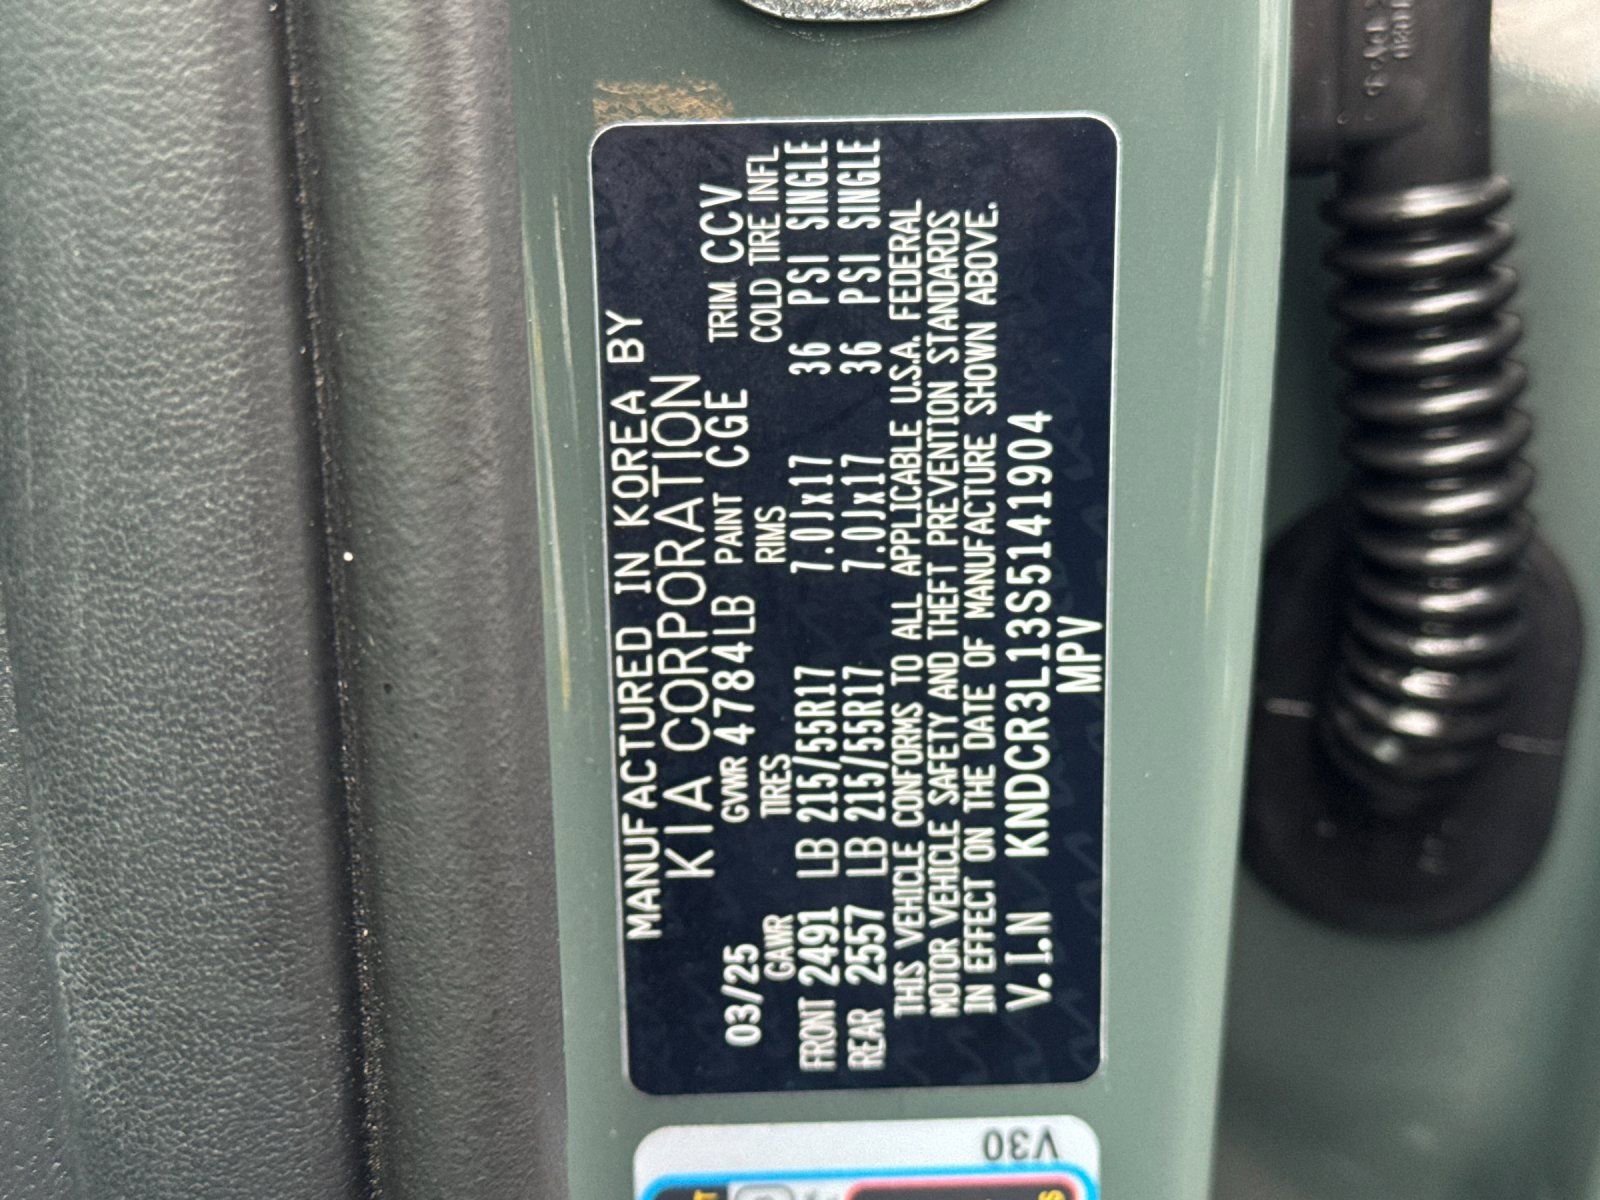 MANUFACTURED IN KOREA BY
KIA CORPORATION
03/25 GVWR 4784LB PAINT CGE TRIM CCV
GAWR TIRES RIMS COLD TIRE INFL
FRONT 2491 LB 215/55R17 7.0Jx17 36 PSI SINGLE
REAR 2557 LB 215/55R17 7.0Jx17 36 PSI SINGLE
THIS VEHICLE CONFORMS TO ALL APPLICABLE U.S.A. FEDERAL
MOTOR VEHICLE SAFETY AND THEFT PREVENTION STANDARDS
IN EFFECT ON THE DATE OF MANUFACTURE SHOWN ABOVE.
V.I.N KNDCR3L13S5141904
MPV
V30